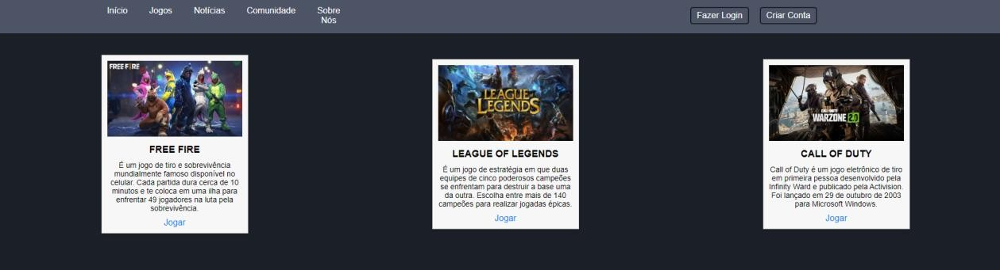 Início Jogos Notícias Comunidade Sobre
Nós
Fazer Login Criar Conta
FREE FIRE
FREE FIRE
É um jogo de tiro e sobrevivência
mundialmente famoso disponível no
celular. Cada partida dura cerca de 10
minutos e te coloca em uma ilha para
enfrentar 49 jogadores na luta pela
sobrevivência.
Jogar
LEAGUE OF
LEGENDS
LEAGUE OF LEGENDS
É um jogo de estratégia em que duas
equipes de cinco poderosos campeões
se enfrentam para destruir a base uma
da outra. Escolha entre mais de 140
campeões para realizar jogadas épicas.
Jogar
CALL OF DUTY
WARZONE 2.0
CALL OF DUTY
Call of Duty é um jogo eletrônico de tiro
em primeira pessoa desenvolvido pela
Infinity Ward e publicado pela Activision.
Foi lançado em 29 de outubro de 2003
para Microsoft Windows.
Jogar